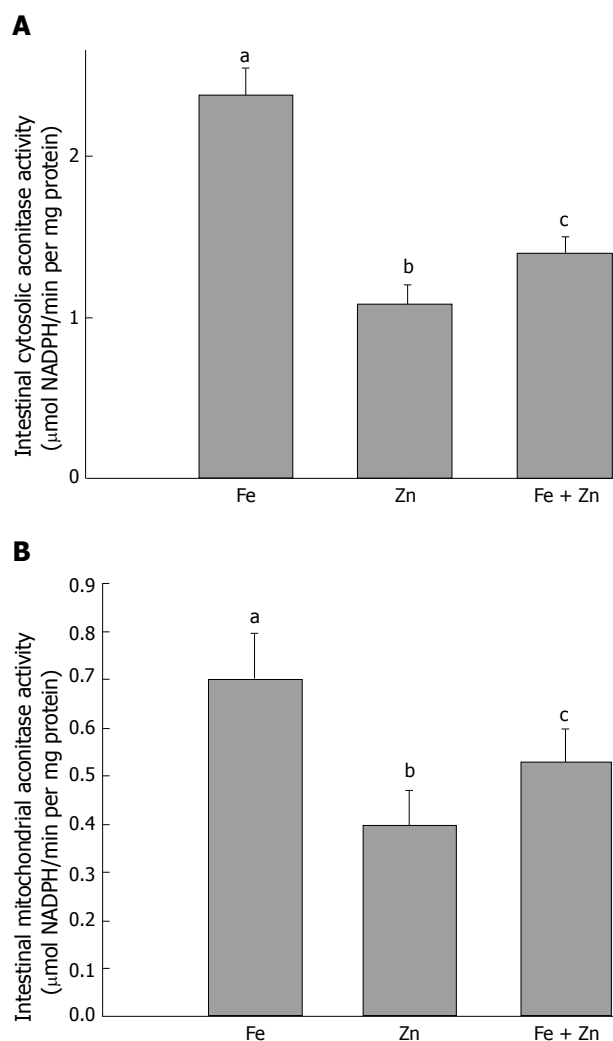 A
Intestinal cytosolic aconitase activity
(μmol NADPH/min per mg protein)
2
1
0
a
b
c
Fe
Zn
Fe + Zn
B
Intestinal mitochondrial aconitase activity
(μmol NADPH/min per mg protein)
0.9
0.8
0.7
0.6
0.5
0.4
0.3
0.2
0.1
0.0
a
b
c
Fe
Zn
Fe + Zn